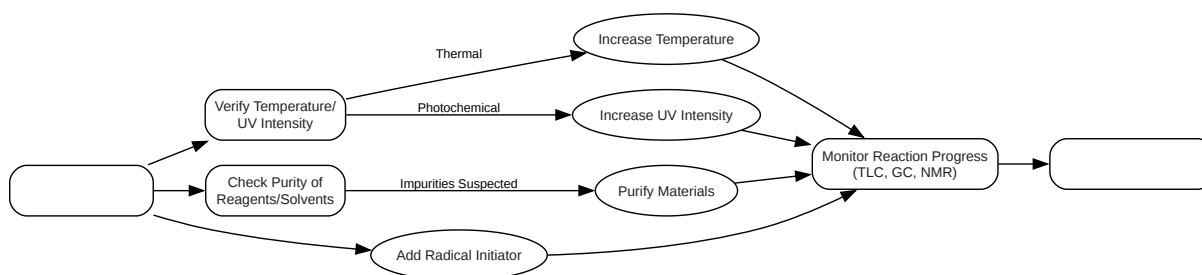 Increase Temperature
Thermal
Verify Temperature/
UV Intensity
Photochemical
Increase UV Intensity
Monitor Reaction Progress
(TLC, GC, NMR)
Check Purity of
Reagents/Solvents
Impurities Suspected
Purify Materials
Add Radical Initiator